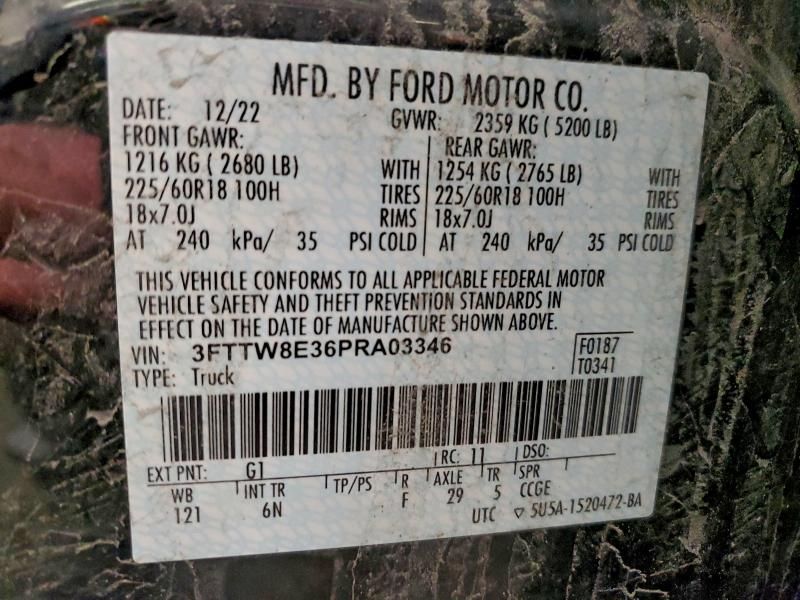 MFD. BY FORD MOTOR CO.
DATE: 12/22 GVWR: 2359 KG ( 5200 LB)
FRONT GAWR: REAR GAWR:
1216 KG ( 2680 LB) WITH 1254 KG ( 2765 LB) WITH
225/60R18 100H TIRES 225/60R18 100H TIRES
18x7.0J RIMS 18x7.0J RIMS
AT 240 kPa/ 35 PSI COLD AT 240 kPa/ 35 PSI COLD
THIS VEHICLE CONFORMS TO ALL APPLICABLE FEDERAL MOTOR
VEHICLE SAFETY AND THEFT PREVENTION STANDARDS IN
EFFECT ON THE DATE OF MANUFACTURE SHOWN ABOVE.
VIN: 3FTTW8E36PRA03346 F0187
TYPE: Truck T0341
EXT PNT: G1 RC: 11 DSO:
WB INT TR TP/PS R AXLE TR SPR
121 6N F 29 5 CCGE
UTC ▽ 5U5A-1520472-BA